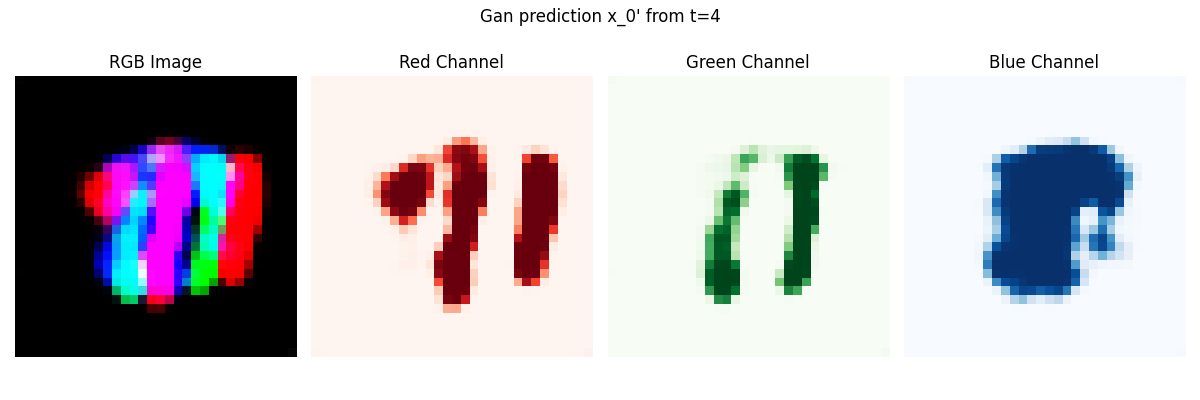 Gan prediction x_0' from t=4
RGB Image
Red Channel
Green Channel
Blue Channel